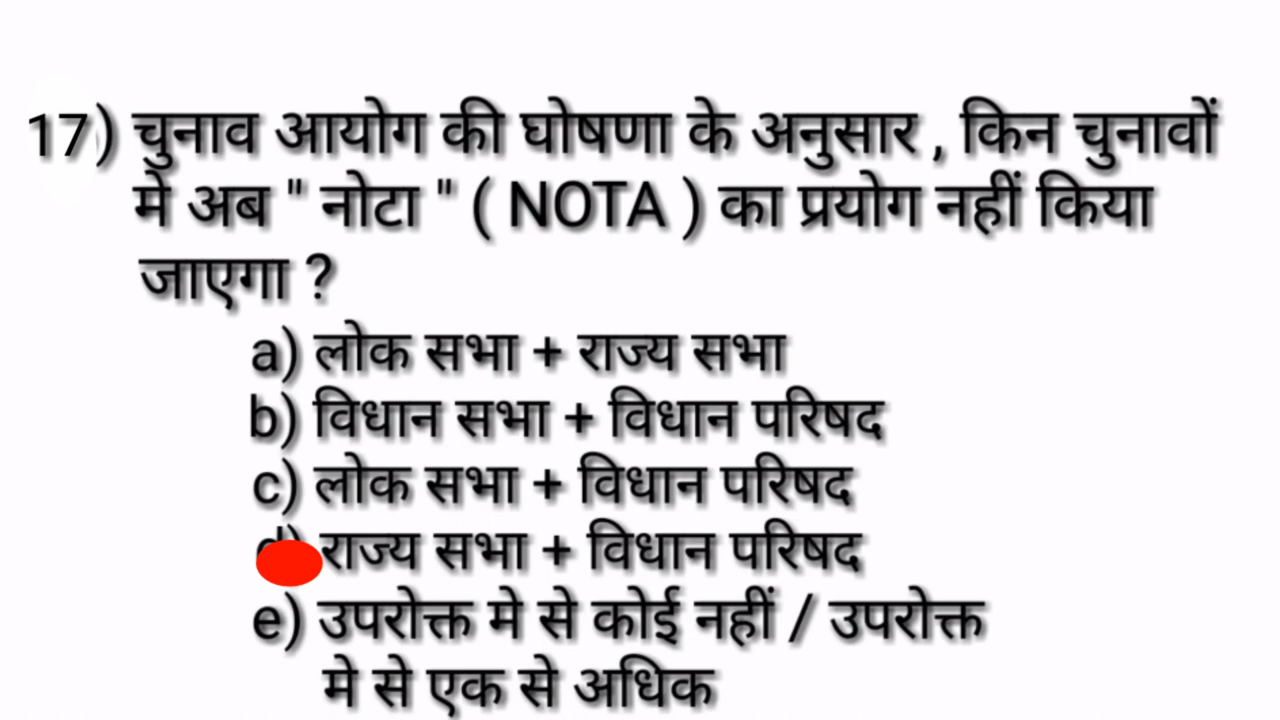 17) चुनाव आयोग की घोषणा के अनुसार , किन चुनावों
मे अब " नोटा " ( NOTA ) का प्रयोग नहीं किया
जाएगा ?
a) लोक सभा + राज्य सभा
b) विधान सभा + विधान परिषद
c) लोक सभा + विधान परिषद
d) राज्य सभा + विधान परिषद
e) उपरोक्त मे से कोई नहीं / उपरोक्त
मे से एक से अधिक